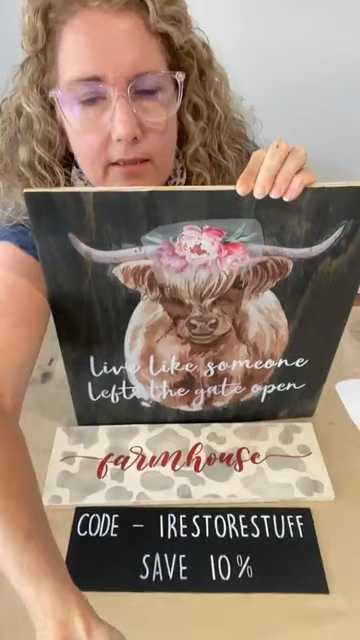 Live like someone
Left the gate open
farmhouse
CODE - IRESTORESTUFF
SAVE 10%